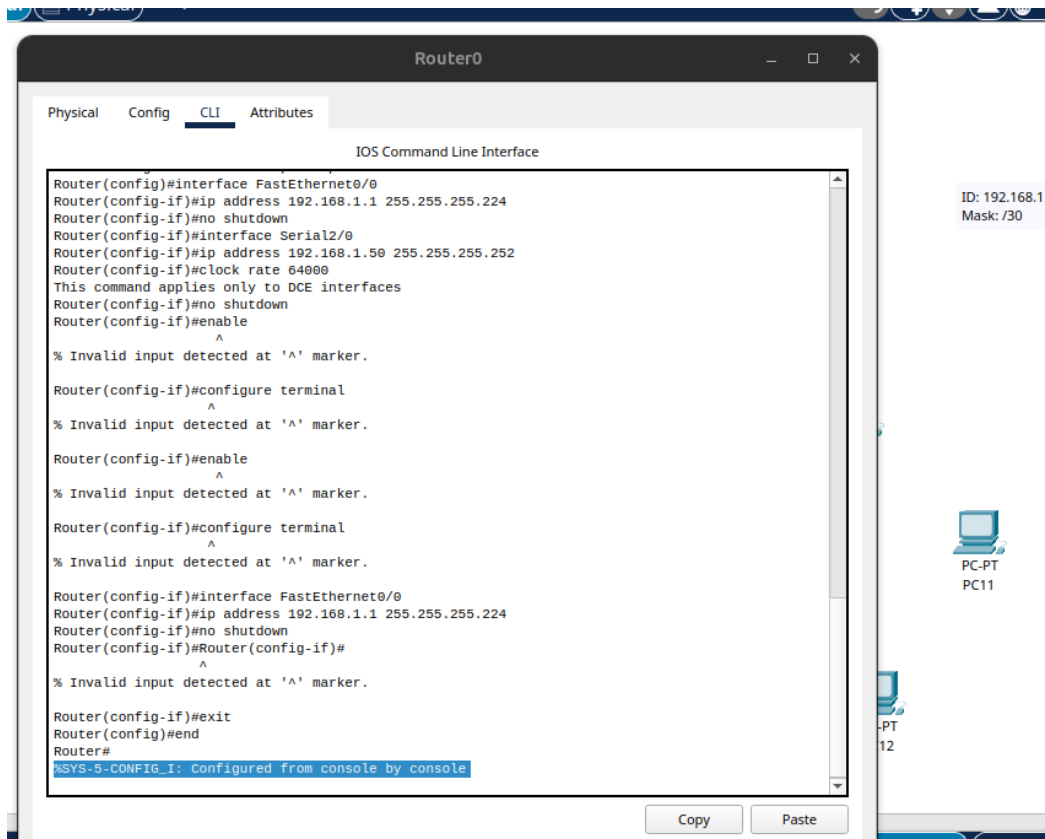 Router0
Physical Config CLI Attributes
IOS Command Line Interface
Router(config)#interface FastEthernet0/0
Router(config-if)#ip address 192.168.1.1 255.255.255.224
Router(config-if)#no shutdown
Router(config-if)#interface Serial2/0
Router(config-if)#ip address 192.168.1.50 255.255.255.252
Router(config-if)#clock rate 64000
This command applies only to DCE interfaces
Router(config-if)#no shutdown
Router(config-if)#enable
^
% Invalid input detected at '^' marker.
Router(config-if)#configure terminal
^
% Invalid input detected at '^' marker.
Router(config-if)#enable
^
% Invalid input detected at '^' marker.
Router(config-if)#configure terminal
^
% Invalid input detected at '^' marker.
Router(config-if)#interface FastEthernet0/0
Router(config-if)#ip address 192.168.1.1 255.255.255.224
Router(config-if)#no shutdown
Router(config-if)#Router(config-if)#
^
% Invalid input detected at '^' marker.
Router(config-if)#exit
Router(config)#end
Router#
%SYS-5-CONFIG_I: Configured from console by console
Copy Paste
ID: 192.168.1
Mask: /30
PC-PT
PC11
-PT
12